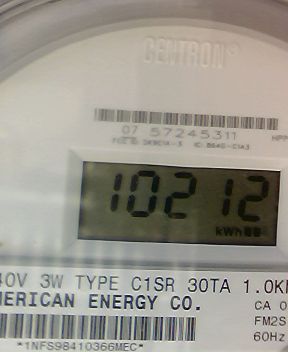 CENTRON®
07 57245311
10212
kWh
40V 3W TYPE C1SR 30TA 1.0K
MERICAN ENERGY CO.
CA 0
FM2S
60Hz
*1NFS98410366MEC*